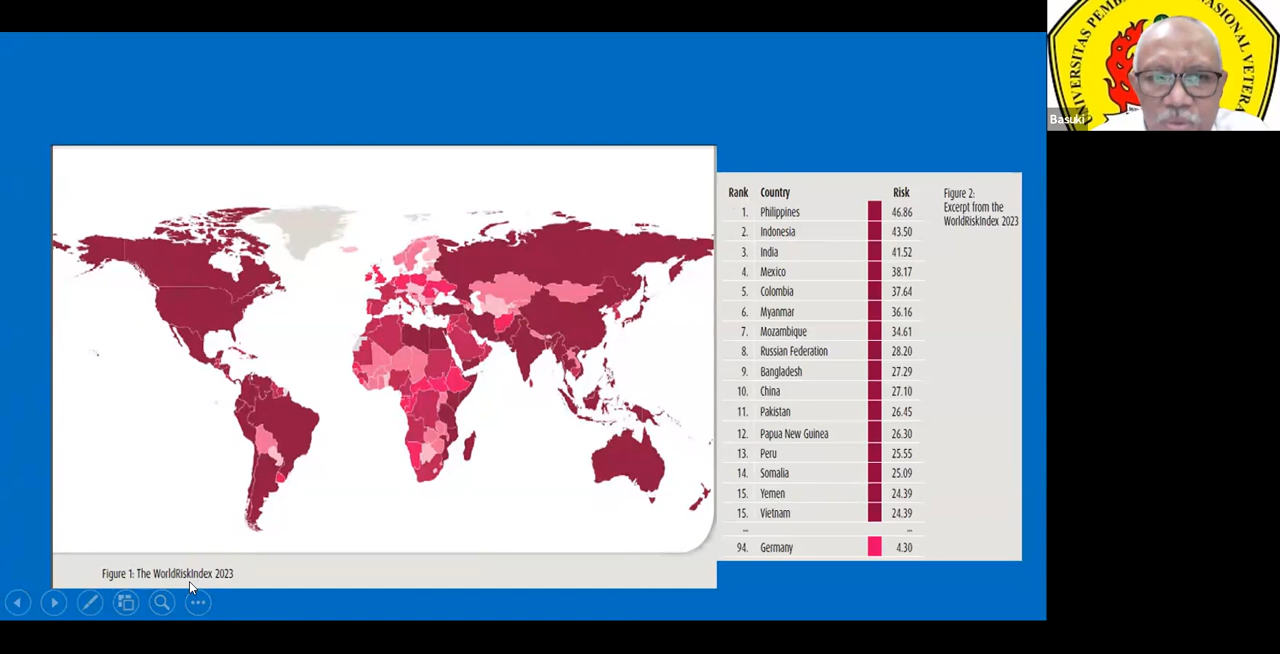 UNIVERSITAS PEMB
NASIONAL VETERA
Basuki
Rank Country Risk
1. Philippines 46.86
2. Indonesia 43.50
3. India 41.52
4. Mexico 38.17
5. Colombia 37.64
6. Myanmar 36.16
7. Mozambique 34.61
8. Russian Federation 28.20
9. Bangladesh 27.29
10. China 27.10
11. Pakistan 26.45
12. Papua New Guinea 26.30
13. Peru 25.55
14. Somalia 25.09
15. Yemen 24.39
15. Vietnam 24.39
... ...
94. Germany 4.30
Figure 2:
Excerpt from the
WorldRiskIndex 2023
Figure 1: The WorldRiskIndex 2023